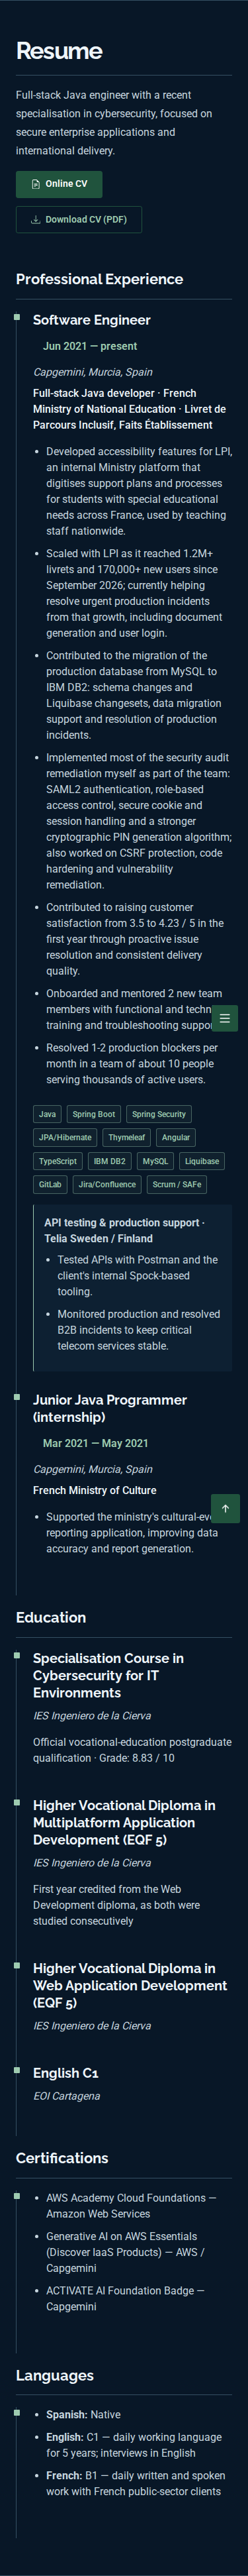 Resume
Full-stack Java engineer with a recent
specialisation in cybersecurity, focused on
secure enterprise applications and
international delivery.
Online CV
Download CV (PDF)
Professional Experience
Software Engineer
Jun 2021 — present
Capgemini, Murcia, Spain
Full-stack Java developer · French
Ministry of National Education · Livret de
Parcours Inclusif, Faits Établissement
• Developed accessibility features for LPI,
an internal Ministry platform that
digitises support plans and processes
for students with special educational
needs across France, used by teaching
staff nationwide.
• Scaled with LPI as it reached 1.2M+
livrets and 170,000+ new users since
September 2026; currently helping
resolve urgent production incidents
from that growth, including document
generation and user login.
• Contributed to the migration of the
production database from MySQL to
IBM DB2: schema changes and
Liquibase changesets, data migration
support and resolution of production
incidents.
• Implemented most of the security audit
remediation myself as part of the team:
SAML2 authentication, role-based
access control, secure cookie and
session handling and a stronger
cryptographic PIN generation algorithm;
also worked on CSRF protection, code
hardening and vulnerability
remediation.
• Contributed to raising customer
satisfaction from 3.5 to 4.23 / 5 in the
first year through proactive issue
resolution and consistent delivery
quality.
• Onboarded and mentored 2 new team
members with functional and
training and troubleshooting
• Resolved 1-2 production blockers per
month in a team of about 10 people
serving thousands of active users.
Java Spring Boot Spring Security
JPA/Hibernate Thymeleaf Angular
TypeScript IBM DB2 MySQL Liquibase
GitLab Jira/Confluence Scrum / SAFe
API testing & production support ·
Telia Sweden / Finland
• Tested APIs with Postman and the
client's internal Spock-based
tooling.
• Monitored production and resolved
B2B incidents to keep critical
telecom services stable.
Junior Java Programmer
(internship)
Mar 2021 — May 2021
Capgemini, Murcia, Spain
French Ministry of Culture
• Supported the ministry's
reporting application, improving data
accuracy and report generation.
Education
Specialisation Course in
Cybersecurity for IT
Environments
IES Ingeniero de la Cierva
Official vocational-education postgraduate
qualification · Grade: 8.83 / 10
Higher Vocational Diploma in
Multiplatform Application
Development (EQF 5)
IES Ingeniero de la Cierva
First year credited from the Web
Development diploma, as both were
studied consecutively
Higher Vocational Diploma in
Web Application Development
(EQF 5)
IES Ingeniero de la Cierva
English C1
EOI Cartagena
Certifications
• AWS Academy Cloud Foundations —
Amazon Web Services
• Generative AI on AWS Essentials
(Discover IaaS Products) — AWS /
Capgemini
• ACTIVATE AI Foundation Badge —
Capgemini
Languages
• Spanish: Native
• English: C1 — daily working language
for 5 years; interviews in English
• French: B1 — daily written and spoken
work with French public-sector clients